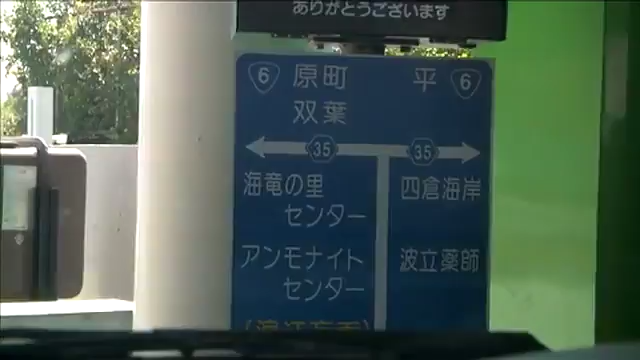 ありがとうございます
6 原町 平 6
双葉
35 35
海竜の里
センター
四倉海岸
アンモナイト
センター
波立薬師